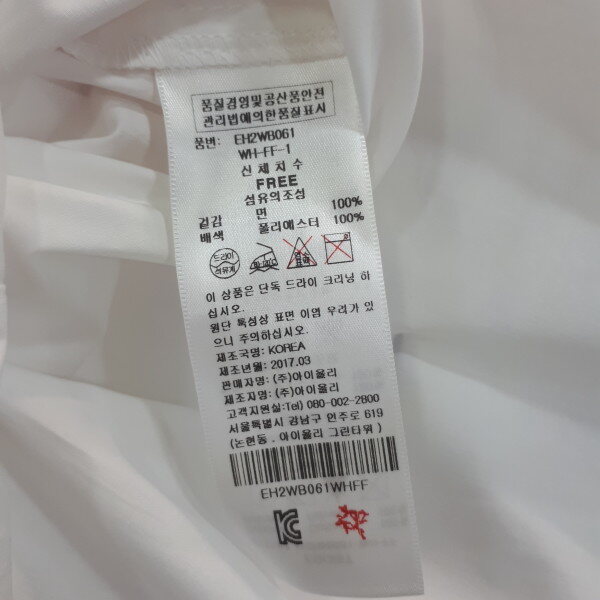 품질경영및공산품안전
관리법에의한품질표시
품번: EH2WB061
WH-FF-1
신체치수
FREE
섬유의조성
겉감 면 100%
배색 폴리에스터 100%
드라이
석유계
이 상품은 단독 드라이 크리닝 하
십시오.
원단 특성상 표면 이염 우려가 있
으니 주의하십시오.
제조국명: KOREA
제조년월: 2017.03
판매자명: (주)아이올리
제조자명: (주)아이올리
고객지원실:Tel) 080-002-2800
서울특별시 강남구 언주로 619
(논현동 . 아이올리 그린타워 )
EH2WB061WHFF